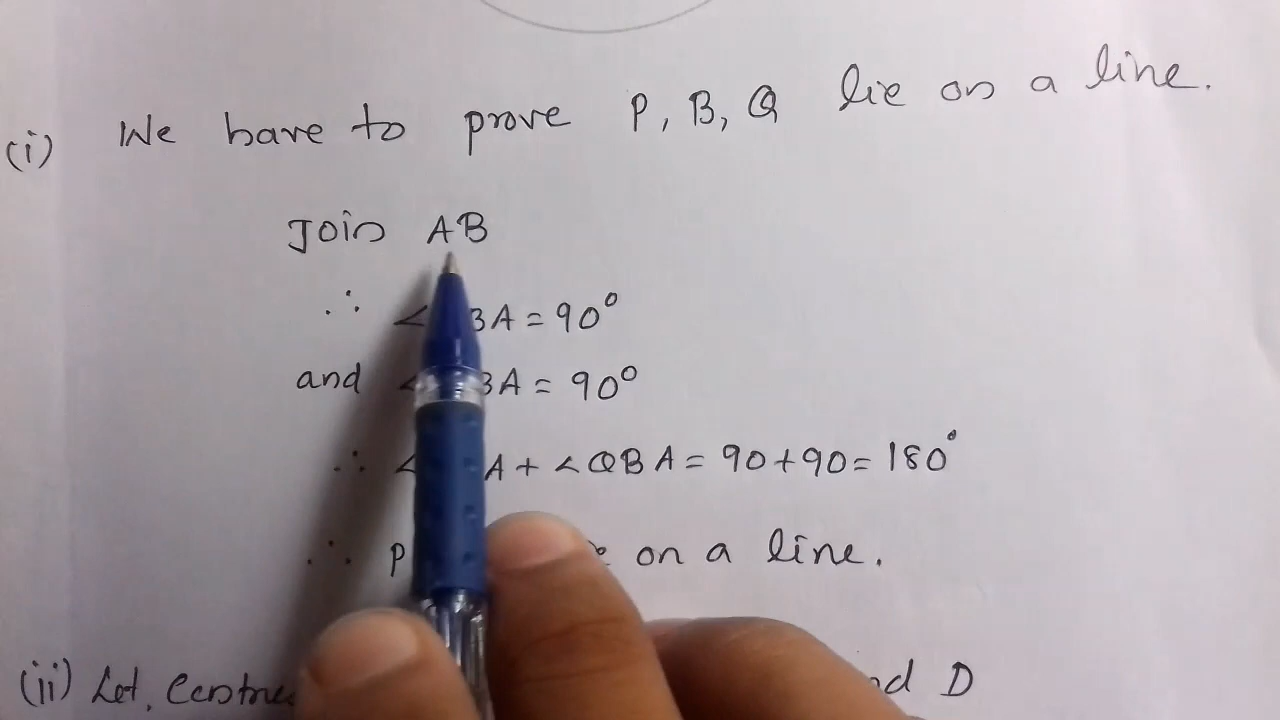 (i) We have to prove P, B, Q lie on a line.
Join AB
∴ ∠ BA = 90°
and ∠ BA = 90°
∴ ∠ A + ∠QBA = 90+90= 180°
∴ P on a line.
(ii) Let, D